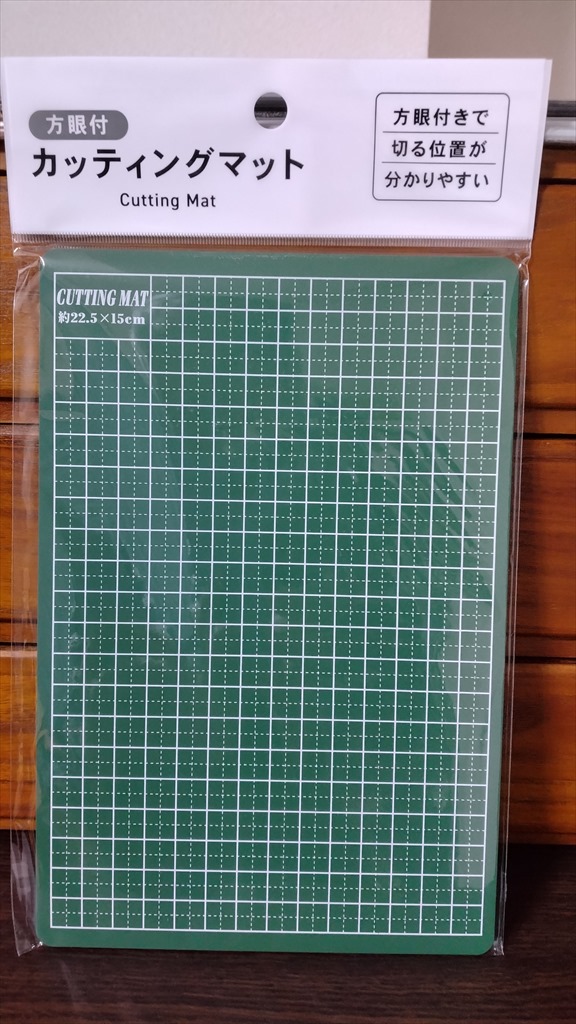 方眼付
カッティングマット
Cutting Mat
方眼付きで
切る位置が
分かりやすい
CUTTING MAT
約22.5×15cm